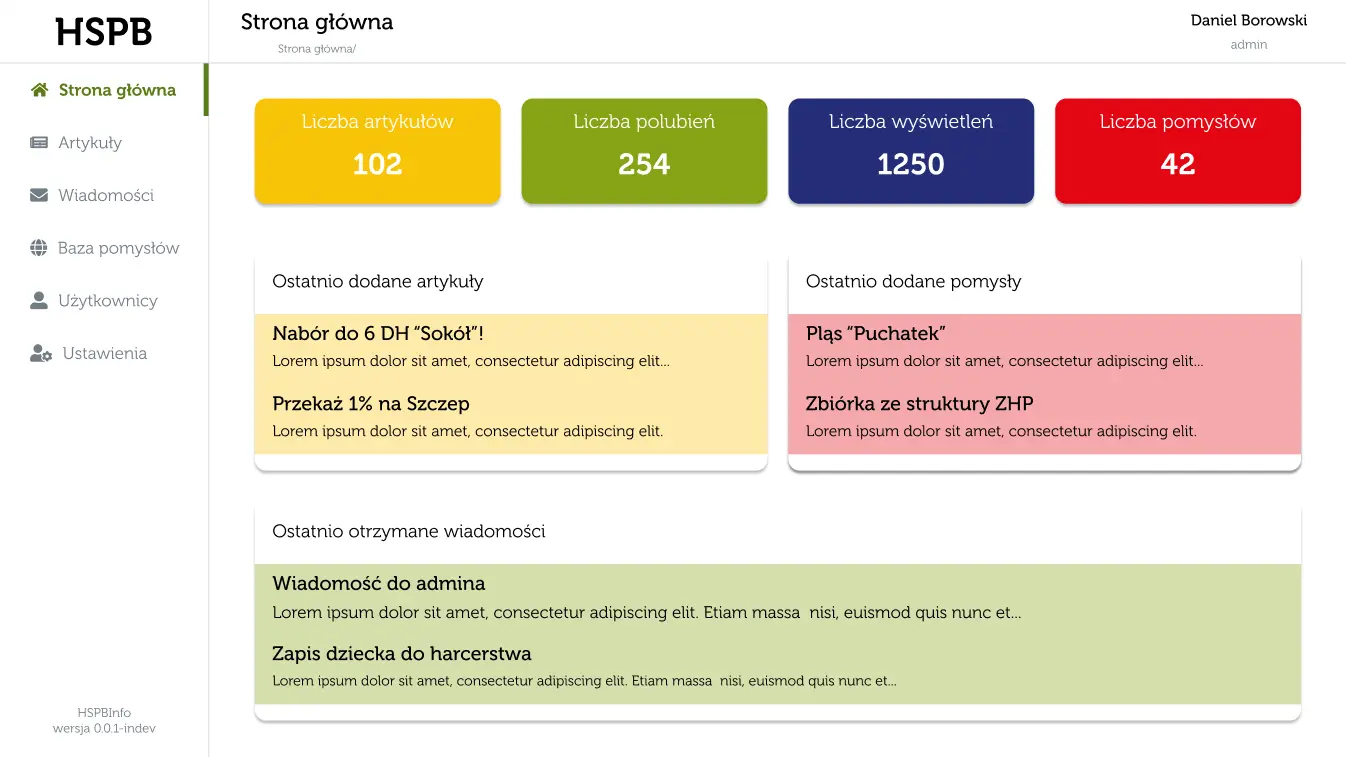 HSPB
Strona główna
Strona główna/
Daniel Borowski
admin
Strona główna
Artykuły
Wiadomości
Baza pomysłów
Użytkownicy
Ustawienia
HSPBInfo
wersja 0.0.1-indev
Liczba artykułów
102
Liczba polubień
254
Liczba wyświetleń
1250
Liczba pomysłów
42
Ostatnio dodane artykuły
Nabór do 6 DH “Sokół”!
Lorem ipsum dolor sit amet, consectetur adipiscing elit...
Przekaż 1% na Szczep
Lorem ipsum dolor sit amet, consectetur adipiscing elit.
Ostatnio dodane pomysły
Pląs “Puchatek”
Lorem ipsum dolor sit amet, consectetur adipiscing elit...
Zbiórka ze struktury ZHP
Lorem ipsum dolor sit amet, consectetur adipiscing elit.
Ostatnio otrzymane wiadomości
Wiadomość do admina
Lorem ipsum dolor sit amet, consectetur adipiscing elit. Etiam massa  nisi, euismod quis nunc et...
Zapis dziecka do harcerstwa
Lorem ipsum dolor sit amet, consectetur adipiscing elit. Etiam massa  nisi, euismod quis nunc et...